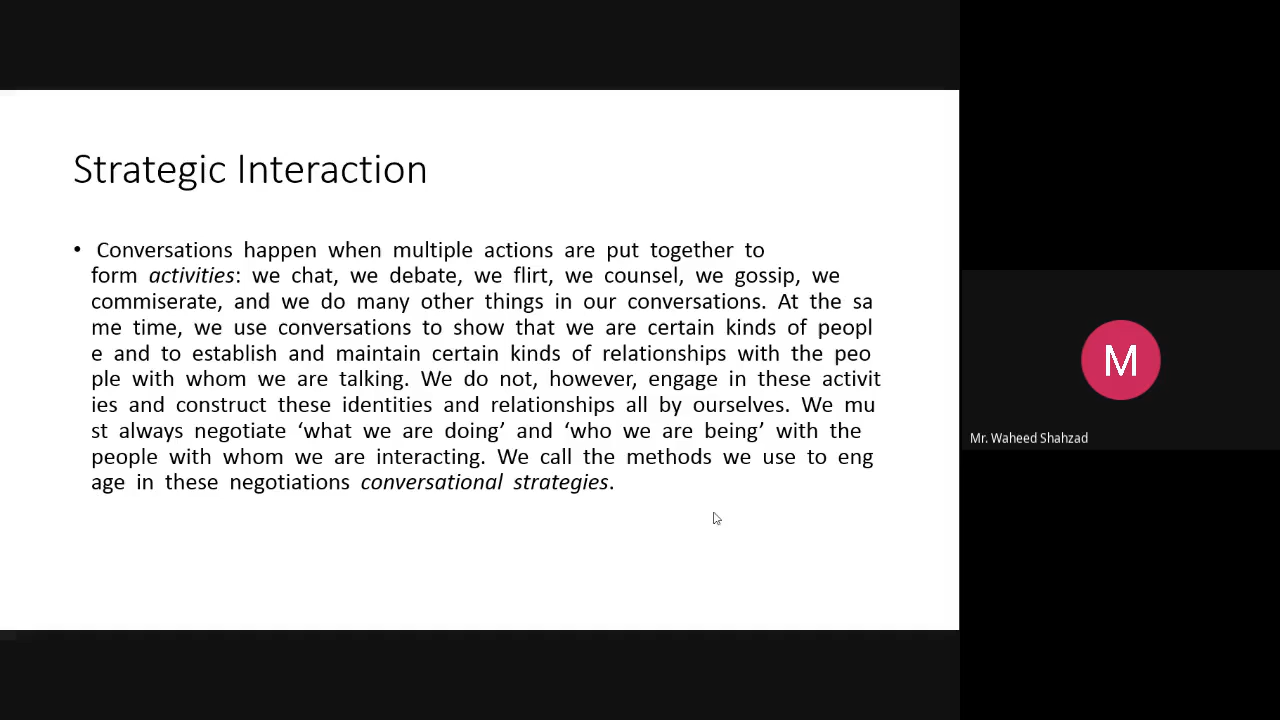 Strategic Interaction
• Conversations happen when multiple actions are put together to
form activities: we chat, we debate, we flirt, we counsel, we gossip, we
commiserate, and we do many other things in our conversations. At the sa
me time, we use conversations to show that we are certain kinds of peopl
e and to establish and maintain certain kinds of relationships with the peo
ple with whom we are talking. We do not, however, engage in these activit
ies and construct these identities and relationships all by ourselves. We mu
st always negotiate ‘what we are doing’ and ‘who we are being’ with the
people with whom we are interacting. We call the methods we use to eng
age in these negotiations conversational strategies.
M
Mr. Waheed Shahzad